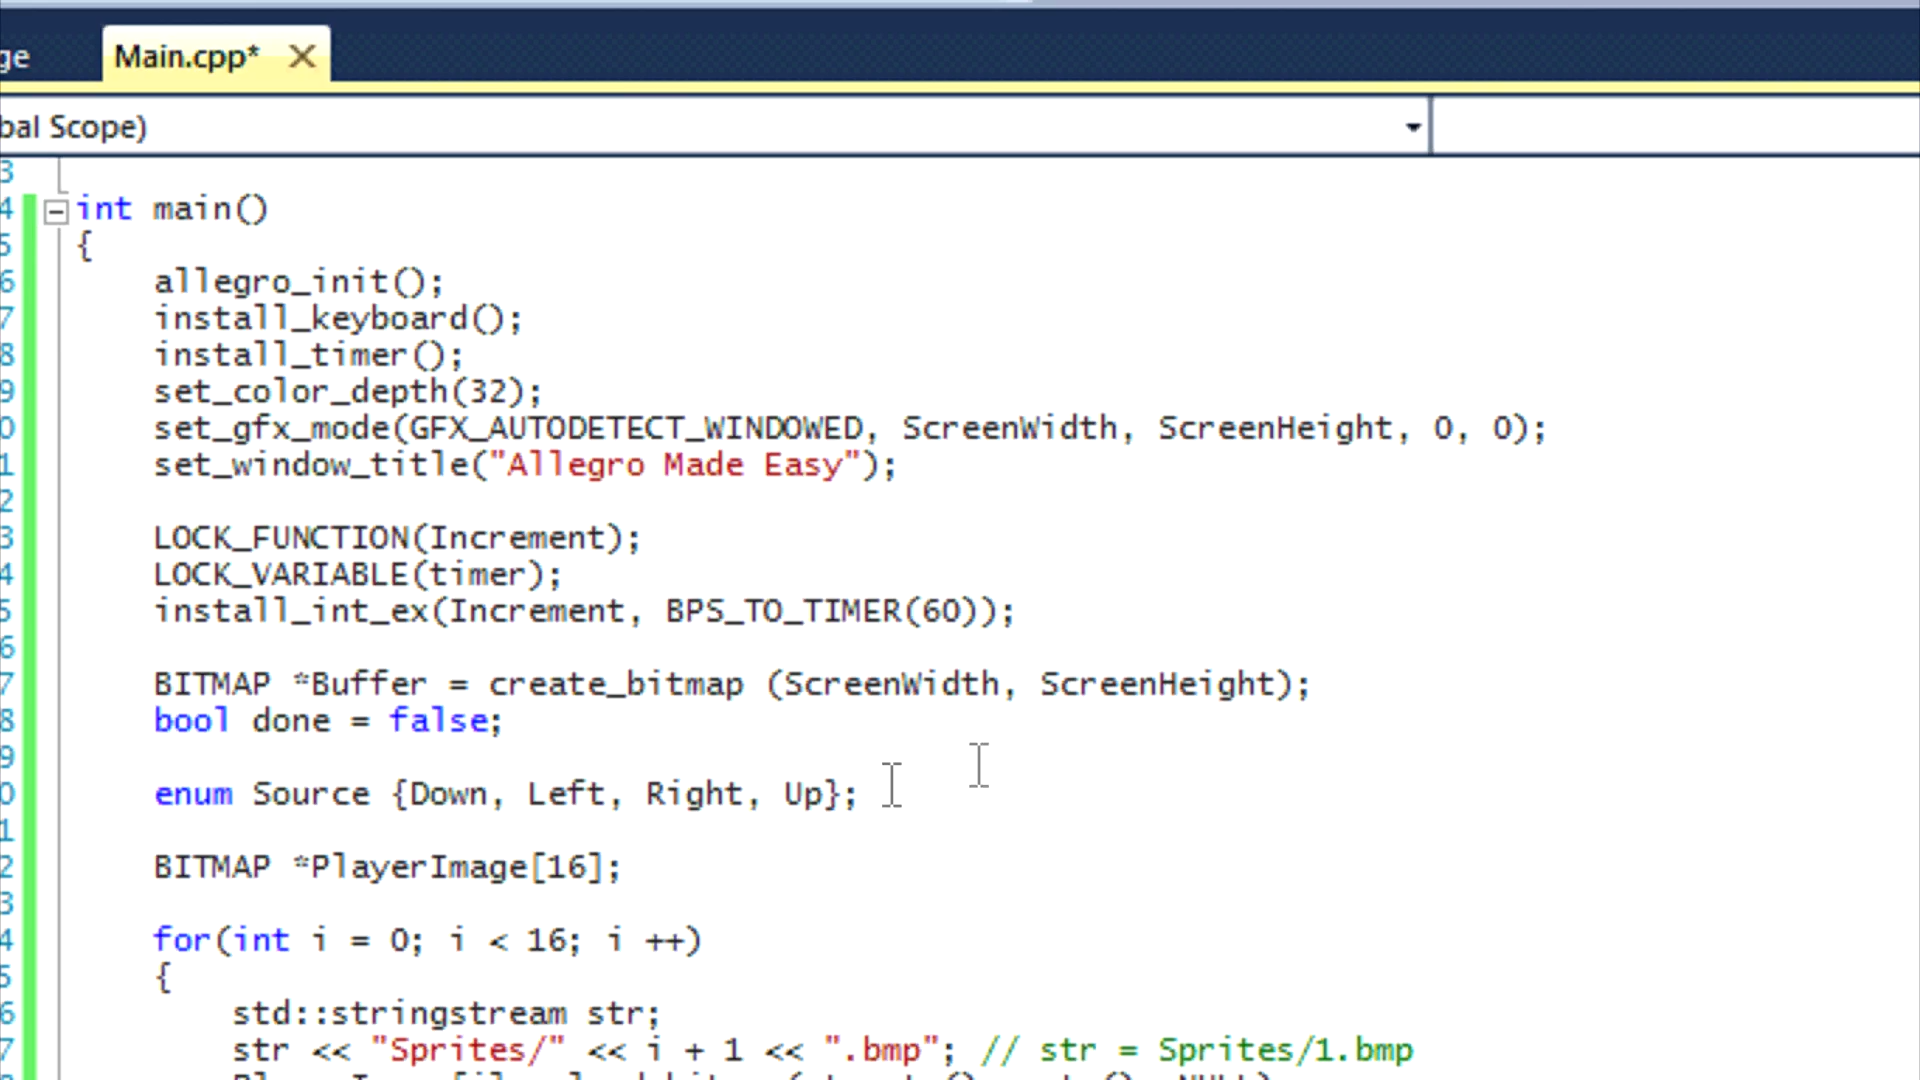 ge Main.cpp*
bal Scope)
3
4 int main()
5 {
6 allegro_init();
7 install_keyboard();
8 install_timer();
9 set_color_depth(32);
0 set_gfx_mode(GFX_AUTODETECT_WINDOWED, ScreenWidth, ScreenHeight, 0, 0);
1 set_window_title("Allegro Made Easy");
2
3 LOCK_FUNCTION(Increment);
4 LOCK_VARIABLE(timer);
5 install_int_ex(Increment, BPS_TO_TIMER(60));
6
7 BITMAP *Buffer = create_bitmap (ScreenWidth, ScreenHeight);
8 bool done = false;
9
0 enum Source {Down, Left, Right, Up};
1
2 BITMAP *PlayerImage[16];
3
4 for(int i = 0; i < 16; i ++)
5 {
6 std::stringstream str;
7 str << "Sprites/" << i + 1 << ".bmp"; // str = Sprites/1.bmp